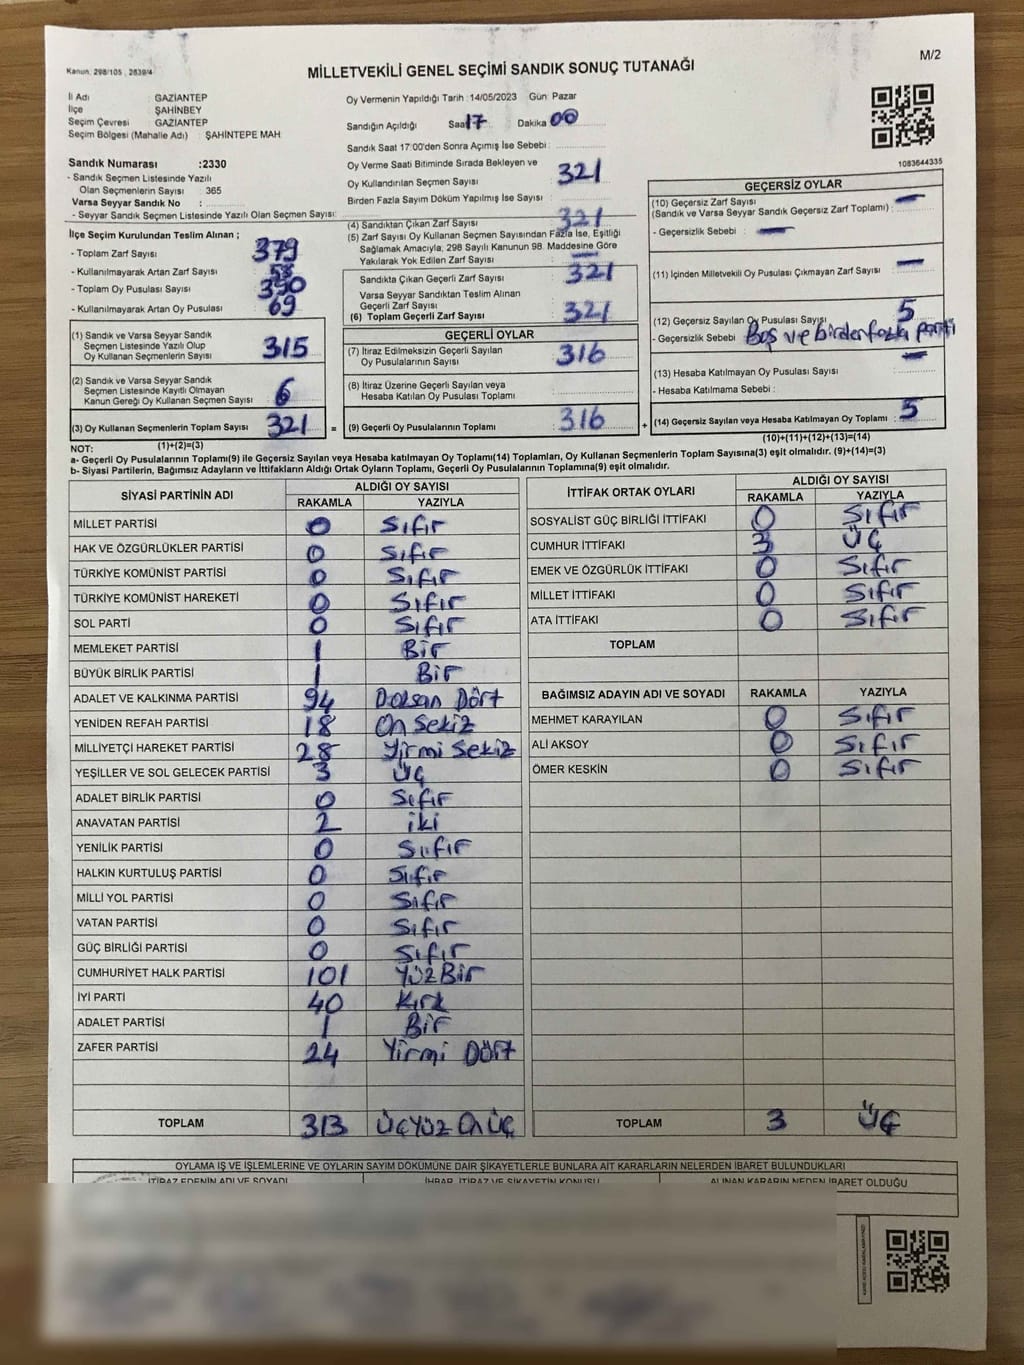 M/2
Kanun. 298/105 , 2839/4
MİLLETVEKİLİ GENEL SEÇİMİ SANDIK SONUÇ TUTANAĞI
İl Adı : GAZİANTEP
İlçe : ŞAHİNBEY
Seçim Çevresi : GAZİANTEP
Seçim Bölgesi (Mahalle Adı) : ŞAHİNTEPE MAH
Sandık Numarası :2330
- Sandık Seçmen Listesinde Yazılı
Olan Seçmenlerin Sayısı : 365
Varsa Seyyar Sandık No :
- Seyyar Sandık Seçmen Listesinde Yazılı Olan Seçmen Sayısı:
İlçe Seçim Kurulundan Teslim Alınan ;
- Toplam Zarf Sayısı 379
- Kullanılmayarak Artan Zarf Sayısı 58
- Toplam Oy Pusulası Sayısı 390
- Kullanılmayarak Artan Oy Pusulası 69
(1) Sandık ve Varsa Seyyar Sandık
Seçmen Listesinde Yazılı Olup
Oy Kullanan Seçmenlerin Sayısı : 315
(2) Sandık ve Varsa Seyyar Sandık
Seçmen Listesinde Kayıtlı Olmayan
Kanun Gereği Oy Kullanan Seçmen Sayısı : 6
(3) Oy Kullanan Seçmenlerin Toplam Sayısı 321 =
(1)+(2)=(3)
Oy Vermenin Yapıldığı Tarih : 14/05/2023 Gün: Pazar
Sandığın Açıldığı Saat 17 Dakika 00
Sandık Saat 17:00'den Sonra Açımış İse Sebebi :
Oy Verme Saati Bitiminde Sırada Bekleyen ve
Oy Kullandırılan Seçmen Sayısı : 321
Birden Fazla Sayım Döküm Yapılmış İse Sayısı :
(4) Sandıktan Çıkan Zarf Sayısı : 321
(5) Zarf Sayısı Oy Kullanan Seçmen Sayısından Fazla İse, Eşitliği
Sağlamak Amacıyla, 298 Sayılı Kanunun 98. Maddesine Göre
Yakılarak Yok Edilen Zarf Sayısı : —
Sandıkta Çıkan Geçerli Zarf Sayısı : 321
Varsa Seyyar Sandıktan Teslim Alınan
Geçerli Zarf Sayısı
(6) Toplam Geçerli Zarf Sayısı : 321
GEÇERLİ OYLAR
(7) İtiraz Edilmeksizin Geçerli Sayılan
Oy Pusulalarının Sayısı : 316
(8) İtiraz Üzerine Geçerli Sayılan veya
Hesaba Katılan Oy Pusulası Toplamı
(9) Geçerli Oy Pusulalarının Toplamı : 316 +
1083644335
GEÇERSİZ OYLAR
(10) Geçersiz Zarf Sayısı —
(Sandık ve Varsa Seyyar Sandık Geçersiz Zarf Toplamı) :
- Geçersizlik Sebebi : —
(11) İçinden Milletvekili Oy Pusulası Çıkmayan Zarf Sayısı : —
(12) Geçersiz Sayılan Oy Pusulası Sayısı : 5
- Geçersizlik Sebebi Boş ve birden fazla parti
(13) Hesaba Katılmayan Oy Pusulası Sayısı : —
- Hesaba Katılmama Sebebi :
(14) Geçersiz Sayılan veya Hesaba Katılmayan Oy Toplamı : 5
(10)+(11)+(12)+(13)=(14)
NOT:
a- Geçerli Oy Pusulalarının Toplamı(9) ile Geçersiz Sayılan veya Hesaba Katılmayan Oy Toplamı(14) Toplamları, Oy Kullanan Seçmenlerin Toplam Sayısına(3) eşit olmalıdır. (9)+(14)=(3)
b- Siyasi Partilerin, Bağımsız Adayların ve İttifakların Aldığı Ortak Oyların Toplamı, Geçerli Oy Pusulalarının Toplamına(9) eşit olmalıdır.
SİYASİ PARTİNİN ADI ALDIĞI OY SAYISI
RAKAMLA YAZIYLA
MİLLET PARTİSİ 0 Sıfır
HAK VE ÖZGÜRLÜKLER PARTİSİ 0 Sıfır
TÜRKİYE KOMÜNİST PARTİSİ 0 Sıfır
TÜRKİYE KOMÜNİST HAREKETİ 0 Sıfır
SOL PARTİ 0 Sıfır
MEMLEKET PARTİSİ 1 Bir
BÜYÜK BİRLİK PARTİSİ 1 Bir
ADALET VE KALKINMA PARTİSİ 94 Doksan Dört
YENİDEN REFAH PARTİSİ 18 On Sekiz
MİLLİYETÇİ HAREKET PARTİSİ 28 Yirmi Sekiz
YEŞİLLER VE SOL GELECEK PARTİSİ 3 Üç
ADALET BİRLİK PARTİSİ 0 Sıfır
ANAVATAN PARTİSİ 2 iki
YENİLİK PARTİSİ 0 Sıfır
HALKIN KURTULUŞ PARTİSİ 0 Sıfır
MİLLİ YOL PARTİSİ 0 Sıfır
VATAN PARTİSİ 0 Sıfır
GÜÇ BİRLİĞİ PARTİSİ 0 Sıfır
CUMHURİYET HALK PARTİSİ 101 Yüz Bir
İYİ PARTİ 40 Kırk
ADALET PARTİSİ 1 Bir
ZAFER PARTİSİ 24 Yirmi Dört
TOPLAM 313 üçyüz On üç
İTTİFAK ORTAK OYLARI ALDIĞI OY SAYISI
RAKAMLA YAZIYLA
SOSYALİST GÜÇ BİRLİĞİ İTTİFAKI 0 Sıfır
CUMHUR İTTİFAKI 3 Üç
EMEK VE ÖZGÜRLÜK İTTİFAKI 0 Sıfır
MİLLET İTTİFAKI 0 Sıfır
ATA İTTİFAKI 0 Sıfır
TOPLAM
BAĞIMSIZ ADAYIN ADI VE SOYADI RAKAMLA YAZIYLA
MEHMET KARAYILAN 0 Sıfır
ALİ AKSOY 0 Sıfır
ÖMER KESKİN 0 Sıfır
TOPLAM 3 Üç
OYLAMA İŞ VE İŞLEMLERİNE VE OYLARIN SAYIM DÖKÜMÜNE DAİR ŞİKAYETLERLE BUNLARA AİT KARARLARIN NELERDEN İBARET BULUNDUKLARI
İTİRAZ EDENİN ADI VE SOYADI İHBAR, İTİRAZ VE ŞİKAYETİN KONUSU ALINAN KARARIN NEDEN İBARET OLDUĞU